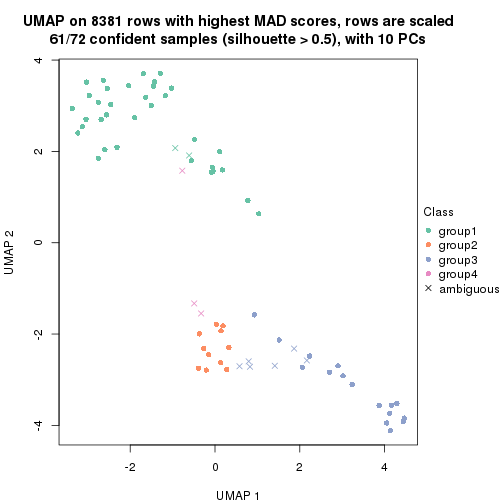 UMAP on 8381 rows with highest MAD scores, rows are scaled
61/72 confident samples (silhouette > 0.5), with 10 PCs
4
2
0
-2
-4
UMAP 2
-2
0
2
4
UMAP 1
Class
group1
group2
group3
group4
ambiguous